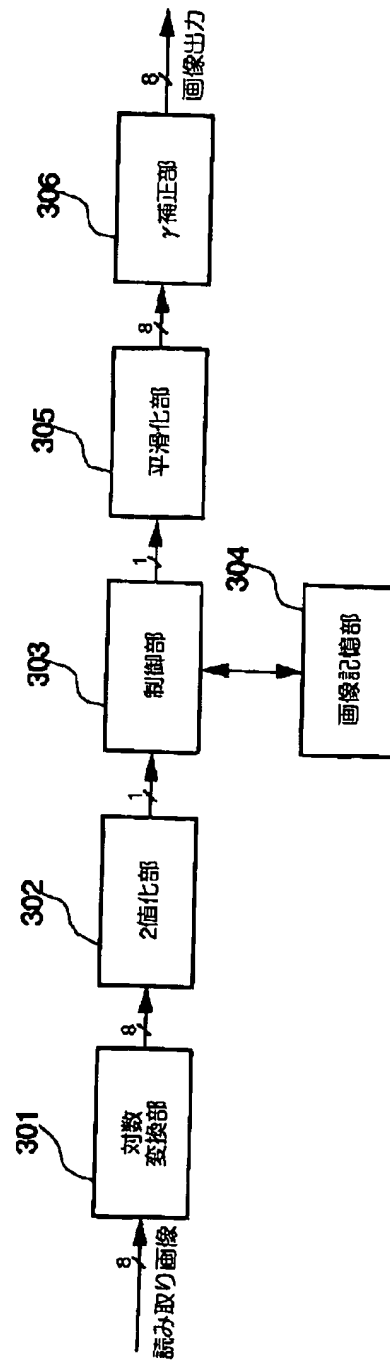 読み取り画像
8
301
対数
変換部
8
302
2値化部
1
303
制御部
304
画像記憶部
1
305
平滑化部
8
306
γ補正部
8
画像出力